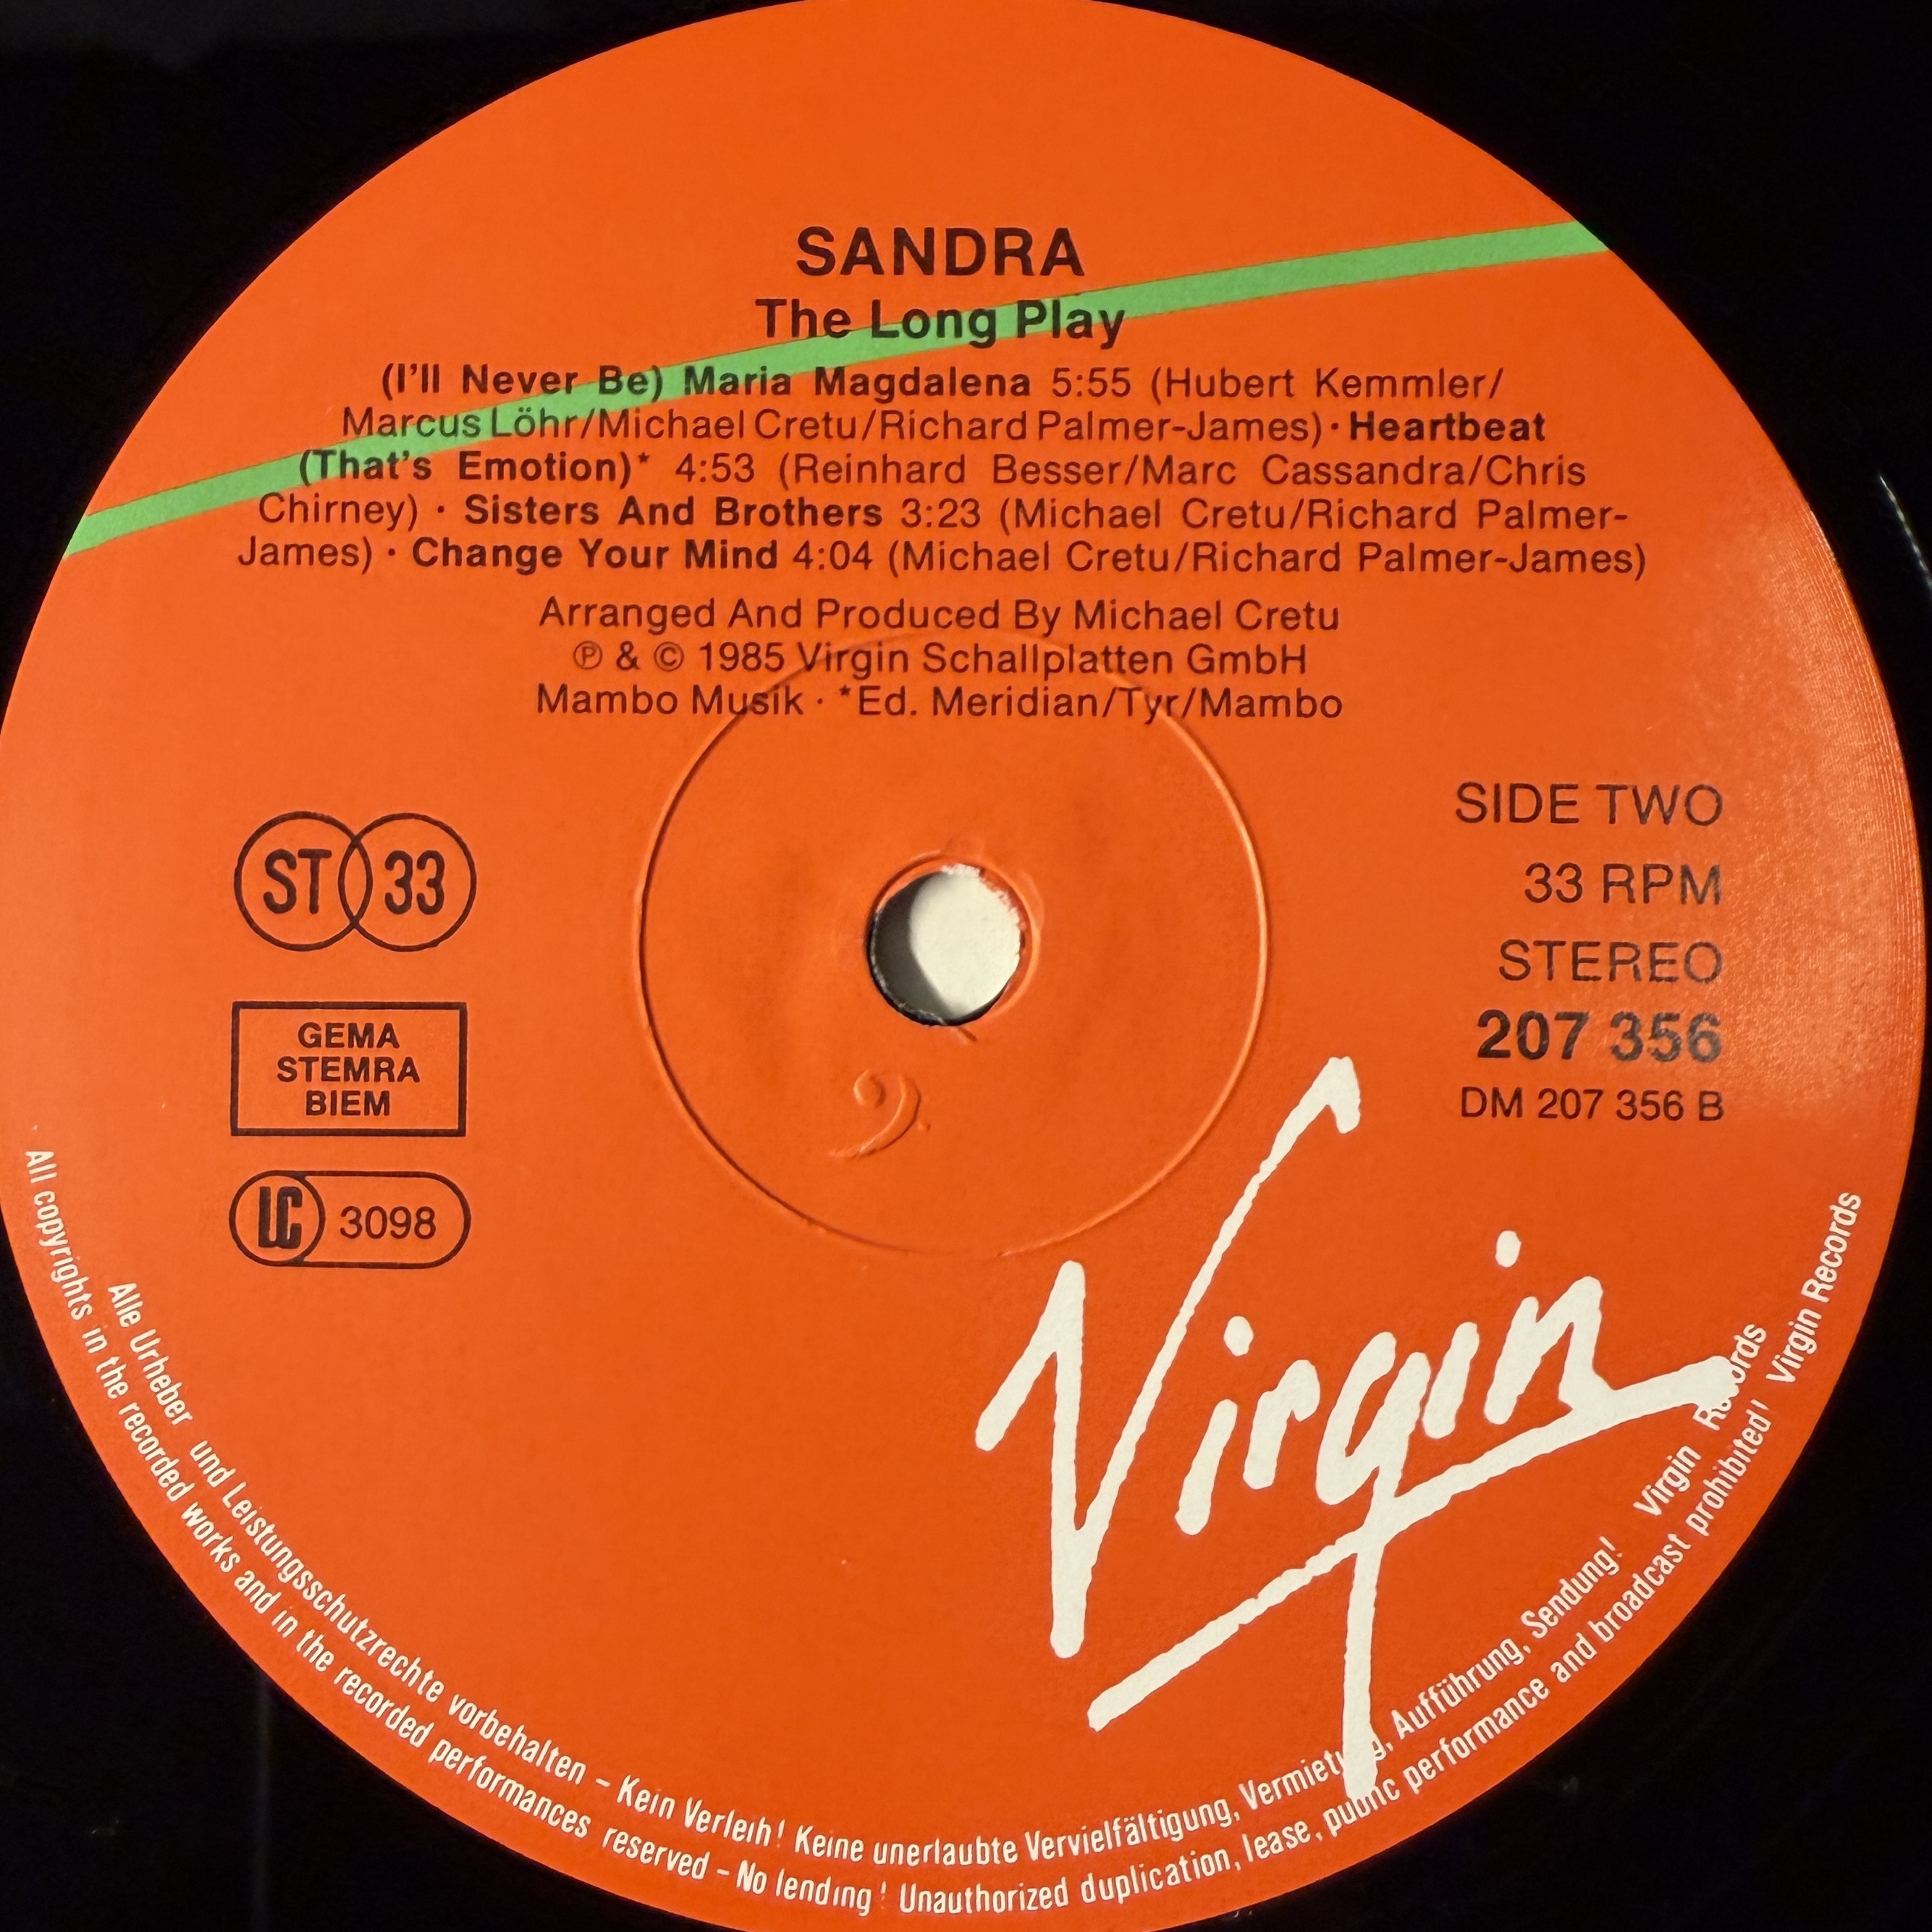 SANDRA
The Long Play
(I'll Never Be) Maria Magdalena 5:55 (Hubert Kemmler/
Marcus Löhr/Michael Cretu/Richard Palmer-James) · Heartbeat
(That's Emotion)* 4:53 (Reinhard Besser/Marc Cassandra/Chris
Chirney) · Sisters And Brothers 3:23 (Michael Cretu/Richard Palmer-
James) · Change Your Mind 4:04 (Michael Cretu/Richard Palmer-James)
Arranged And Produced By Michael Cretu
℗ & © 1985 Virgin Schallplatten GmbH
Mambo Musik · *Ed. Meridian/Tyr/Mambo
ST 33
GEMA
STEMRA
BIEM
LC 3098
SIDE TWO
33 RPM
STEREO
207 356
DM 207 356 B
Virgin
Alle Urheber und Leistungsschutzrechte vorbehalten – Kein Verleih! Keine unerlaubte Vervielfältigung, Vermietung, Aufführung, Sendung! Virgin Records
All copyrights in the recorded works and in the recorded performances reserved – No lending! Unauthorized duplication, lease, public performance and broadcast prohibited! Virgin Records